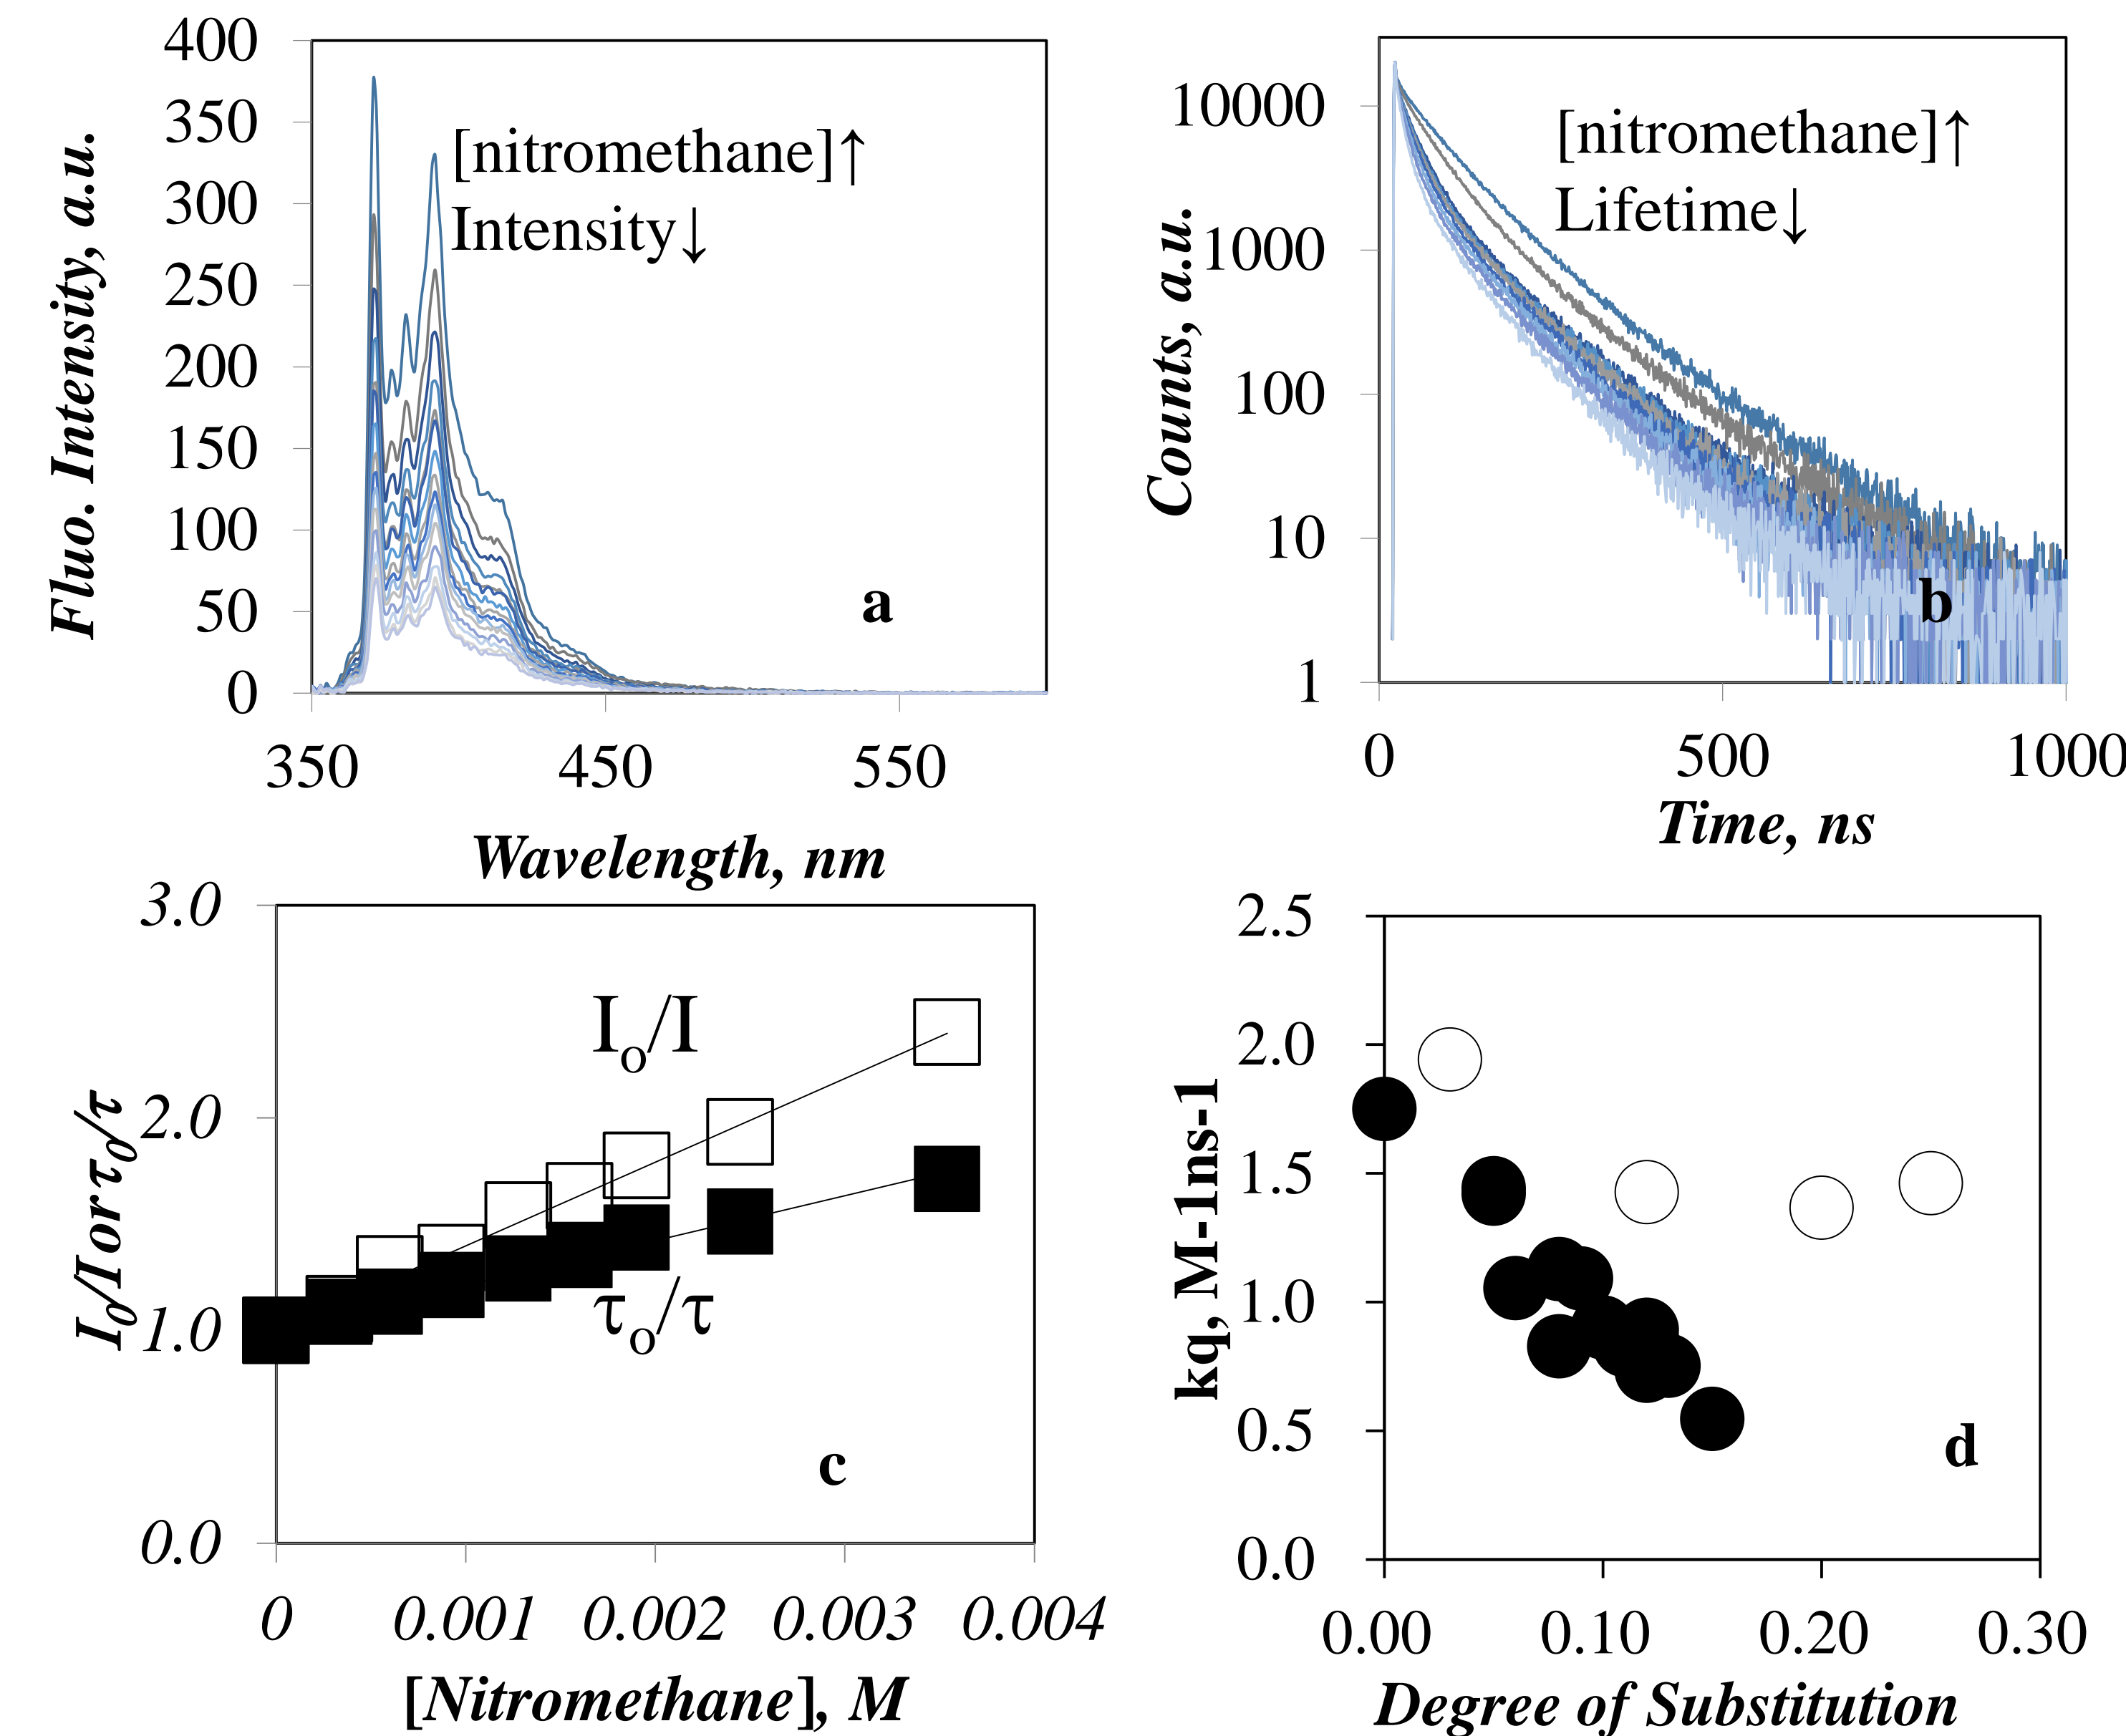 400
350
300
250
200
150
100
50
0
Fluo. Intensity, a.u.
[nitromethane]↑
Intensity↓
a
350 450 550
Wavelength, nm
10000
1000
100
10
1
Counts, a.u.
[nitromethane]↑
Lifetime↓
b
0 500 1000
Time, ns
3.0
2.0
1.0
0.0
I0/I or τ0/τ
Io/I
τo/τ
c
0 0.001 0.002 0.003 0.004
[Nitromethane], M
2.5
2.0
1.5
1.0
0.5
0.0
kq, M-1ns-1
d
0.00 0.10 0.20 0.30
Degree of Substitution